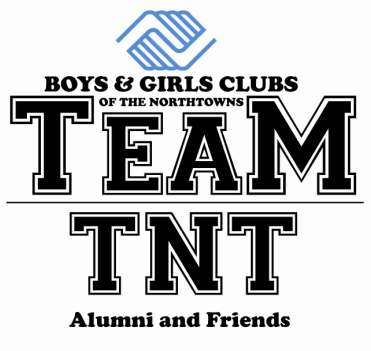 BOYS & GIRLS CLUBS
OF THE NORTHTOWNS
TEAM
TNT
Alumni and Friends